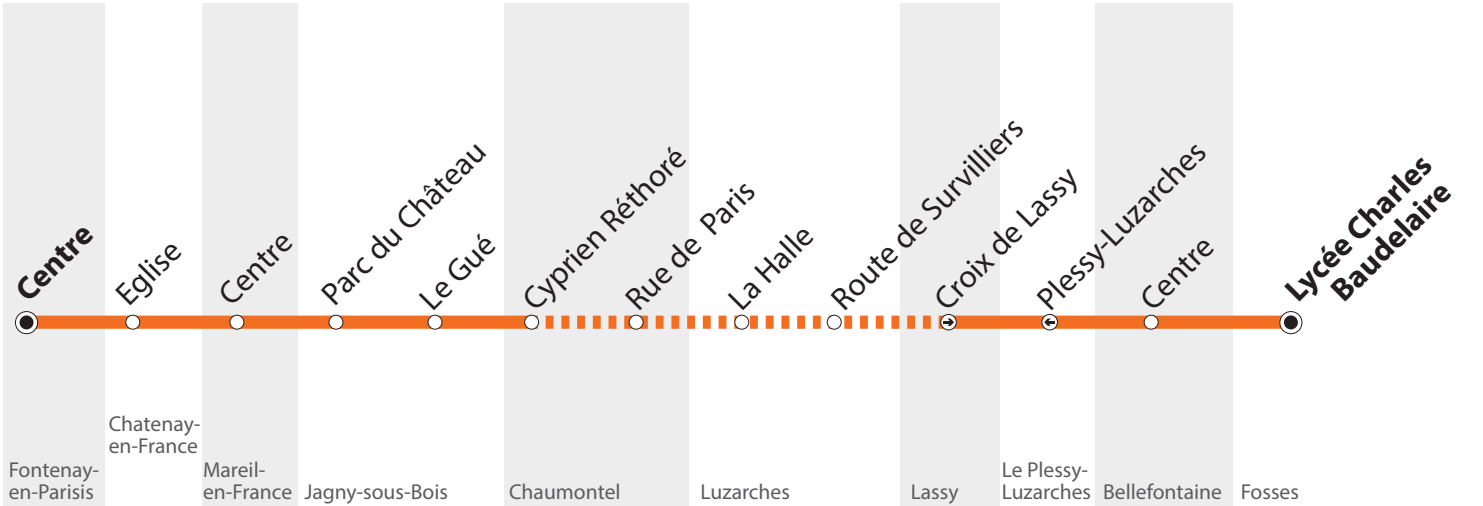 Centre
Eglise
Centre
Parc du Château
Le Gué
Cyprien Réthoré
Rue de Paris
La Halle
Route de Survilliers
Croix de Lassy
Plessy-Luzarches
Centre
Lycée Charles
Baudelaire
Fontenay-
en-Parisis
Chatenay-
en-France
Mareil-
en-France
Jagny-sous-Bois
Chaumontel
Luzarches
Lassy
Le Plessy-
Luzarches
Bellefontaine
Fosses